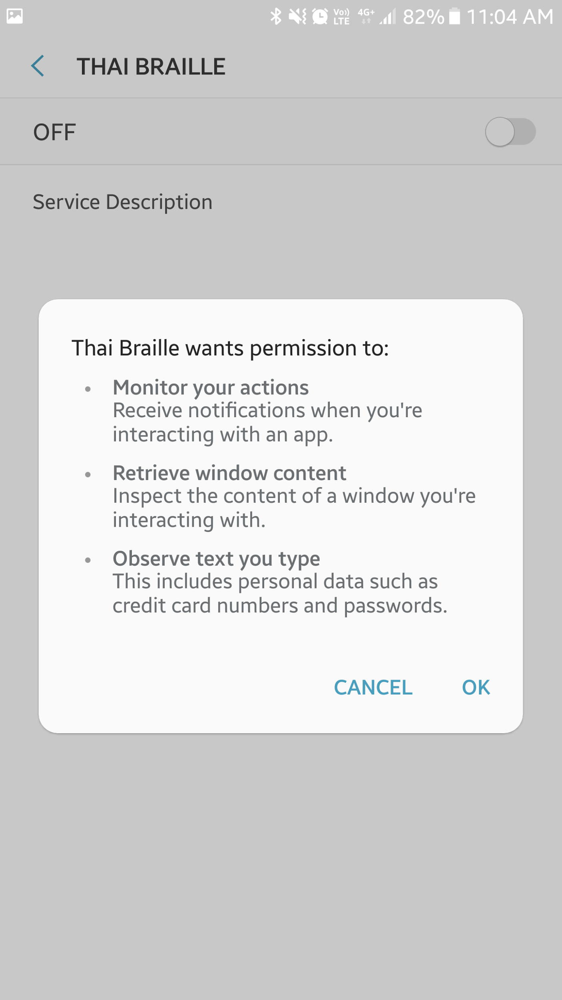 Vo)) LTE 4G+ 82% 11:04 AM
THAI BRAILLE
OFF
Service Description
Thai Braille wants permission to:
• Monitor your actions
Receive notifications when you're
interacting with an app.
• Retrieve window content
Inspect the content of a window you're
interacting with.
• Observe text you type
This includes personal data such as
credit card numbers and passwords.
CANCEL OK